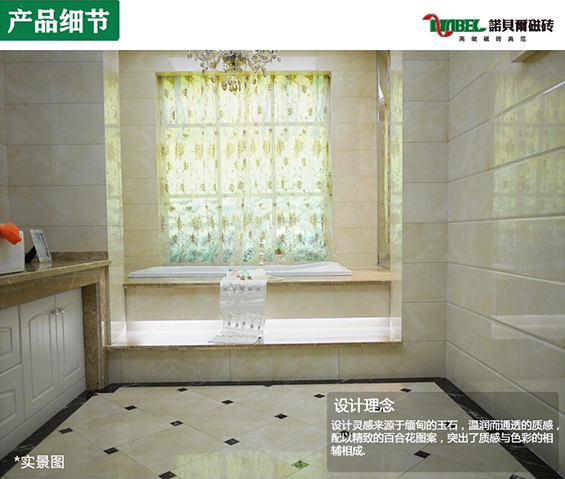 产品细节
NABEL 諾貝爾磁砖
高端磁砖典范
设计理念
设计灵感来源于缅甸的玉石，温润而通透的质感，
配以精致的百合花图案，突出了质感与色彩的相
辅相成.
*实景图